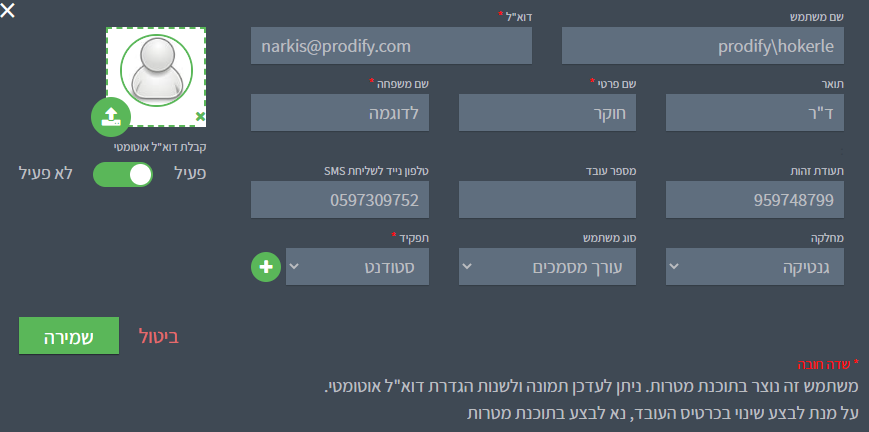 שם משתמש
דוא"ל *
prodify\hokerle
narkis@prodify.com
תואר
שם פרטי *
שם משפחה *
ד"ר
חוקר
לדוגמה
קבלת דוא"ל אוטומטי
פעיל
לא פעיל
תעודת זהות
מספר עובד
טלפון נייד לשליחת SMS
959748799
0597309752
מחלקה
סוג משתמש
תפקיד *
גנטיקה
עורך מסמכים
סטודנט
ביטול
שמירה
* שדה חובה
משתמש זה נוצר בתוכנת מטרות. ניתן לעדכן תמונה ולשנות הגדרת דוא"ל אוטומטי.
על מנת לבצע שינוי בכרטיס העובד, נא לבצע בתוכנת מטרות